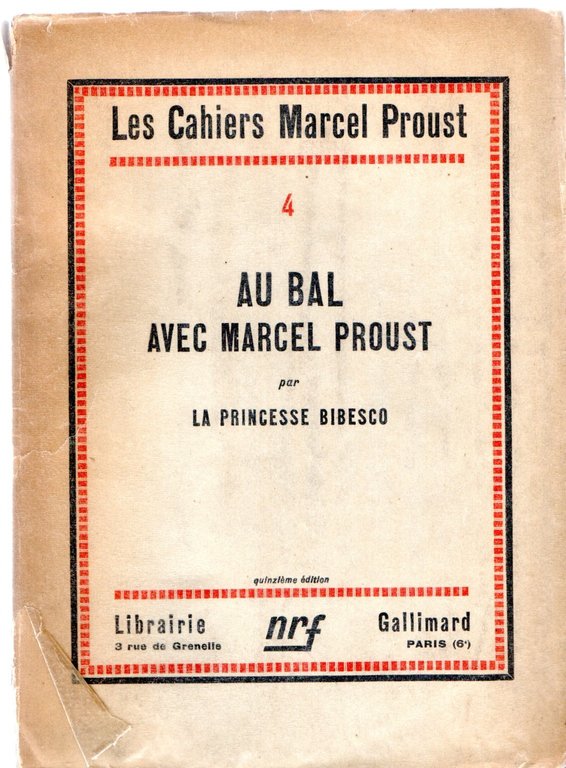 Les Cahiers Marcel Proust
4
AU BAL
AVEC MARCEL PROUST
par
LA PRINCESSE BIBESCO
quinzième édition
Librairie nrf Gallimard
3 rue de Grenelle PARIS (6ᵉ)